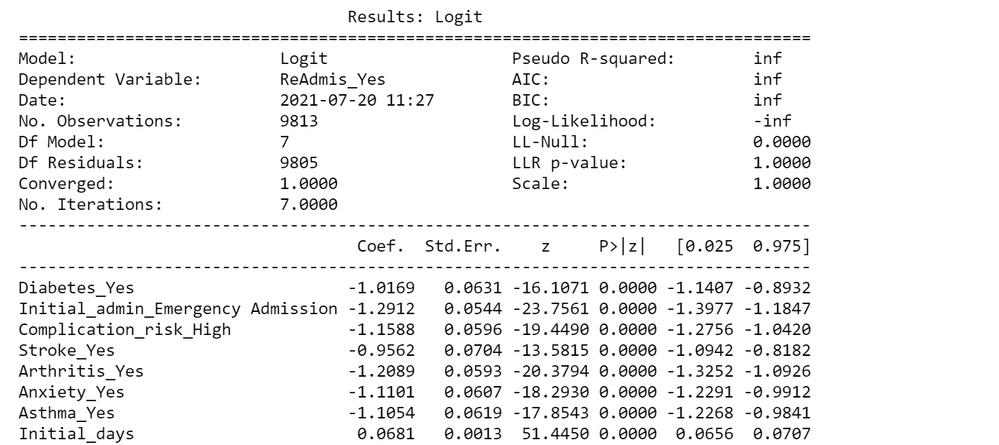 Results: Logit
==================================================================================
Model: Logit Pseudo R-squared: inf
Dependent Variable: ReAdmis_Yes AIC: inf
Date: 2021-07-20 11:27 BIC: inf
No. Observations: 9813 Log-Likelihood: -inf
Df Model: 7 LL-Null: 0.0000
Df Residuals: 9805 LLR p-value: 1.0000
Converged: 1.0000 Scale: 1.0000
No. Iterations: 7.0000
----------------------------------------------------------------------------------
Coef. Std.Err. z P>|z| [0.025 0.975]
----------------------------------------------------------------------------------
Diabetes_Yes -1.0169 0.0631 -16.1071 0.0000 -1.1407 -0.8932
Initial_admin_Emergency Admission -1.2912 0.0544 -23.7561 0.0000 -1.3977 -1.1847
Complication_risk_High -1.1588 0.0596 -19.4490 0.0000 -1.2756 -1.0420
Stroke_Yes -0.9562 0.0704 -13.5815 0.0000 -1.0942 -0.8182
Arthritis_Yes -1.2089 0.0593 -20.3794 0.0000 -1.3252 -1.0926
Anxiety_Yes -1.1101 0.0607 -18.2930 0.0000 -1.2291 -0.9912
Asthma_Yes -1.1054 0.0619 -17.8543 0.0000 -1.2268 -0.9841
Initial_days 0.0681 0.0013 51.4450 0.0000 0.0656 0.0707